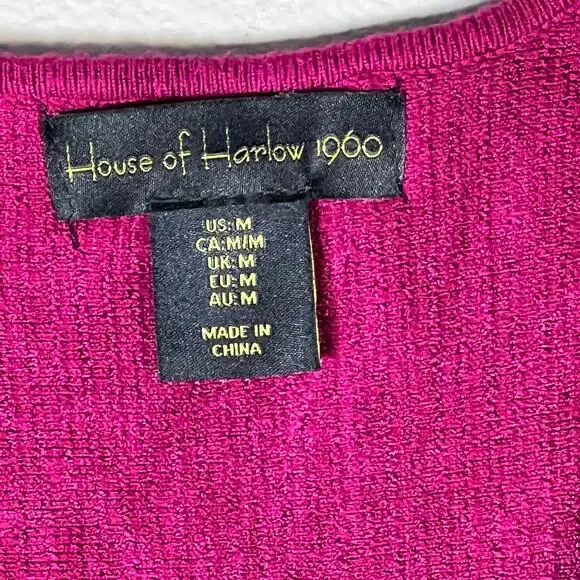 House of Harlow 1960
US: M
CA: M/M
UK: M
EU: M
AU: M
MADE IN
CHINA